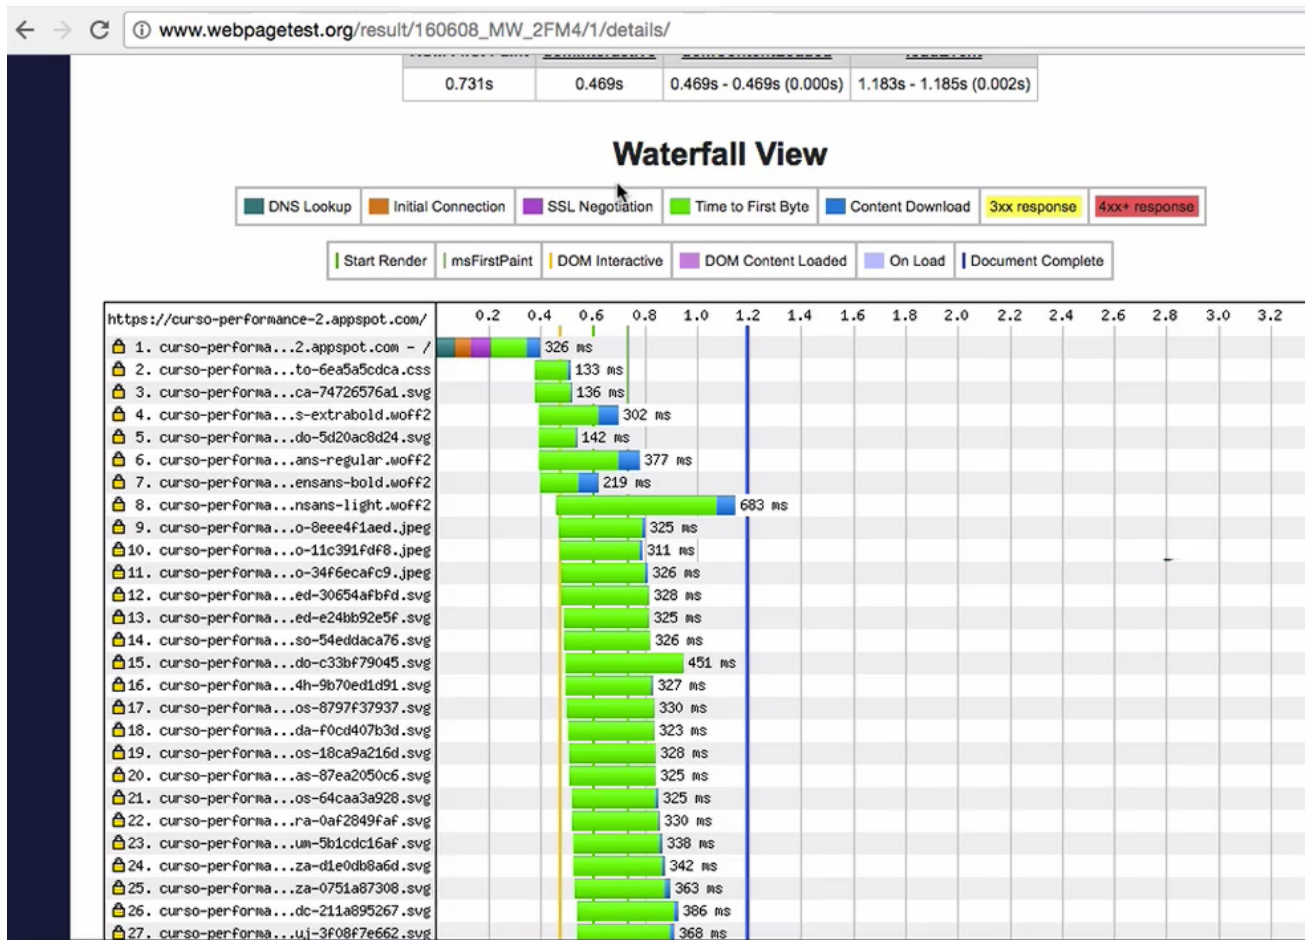 www.webpagetest.org/result/160608_MW_2FM4/1/details/
0.731s 0.469s 0.469s - 0.469s (0.000s) 1.183s - 1.185s (0.002s)
Waterfall View
DNS Lookup Initial Connection SSL Negotiation Time to First Byte Content Download 3xx response 4xx+ response
Start Render msFirstPaint DOM Interactive DOM Content Loaded On Load Document Complete
https://curso-performance-2.appspot.com/ 0.2 0.4 0.6 0.8 1.0 1.2 1.4 1.6 1.8 2.0 2.2 2.4 2.6 2.8 3.0 3.2
1. curso-performa...2.appspot.com - / 326 ms
2. curso-performa...to-6ea5a5cdca.css 133 ms
3. curso-performa...ca-74726576a1.svg 136 ms
4. curso-performa...s-extrabold.woff2 302 ms
5. curso-performa...do-5d20ac8d24.svg 142 ms
6. curso-performa...ans-regular.woff2 377 ms
7. curso-performa...ensans-bold.woff2 219 ms
8. curso-performa...nsans-light.woff2 683 ms
9. curso-performa...o-8eee4f1aed.jpeg 325 ms
10. curso-performa...o-11c391fdf8.jpeg 311 ms
11. curso-performa...o-34f6ecafc9.jpeg 326 ms
12. curso-performa...ed-30654afbfd.svg 328 ms
13. curso-performa...ed-e24bb92e5f.svg 325 ms
14. curso-performa...so-54eddaca76.svg 326 ms
15. curso-performa...do-c33bf79045.svg 451 ms
16. curso-performa...4h-9b70ed1d91.svg 327 ms
17. curso-performa...os-8797f37937.svg 330 ms
18. curso-performa...da-f0cd407b3d.svg 323 ms
19. curso-performa...os-18ca9a216d.svg 328 ms
20. curso-performa...as-87ea2050c6.svg 325 ms
21. curso-performa...os-64caa3a928.svg 325 ms
22. curso-performa...ra-0af2849faf.svg 330 ms
23. curso-performa...um-5b1cdc16af.svg 338 ms
24. curso-performa...za-d1e0db8a6d.svg 342 ms
25. curso-performa...za-0751a87308.svg 363 ms
26. curso-performa...dc-211a895267.svg 386 ms
27. curso-performa...uj-3f08f7e662.svg 368 ms